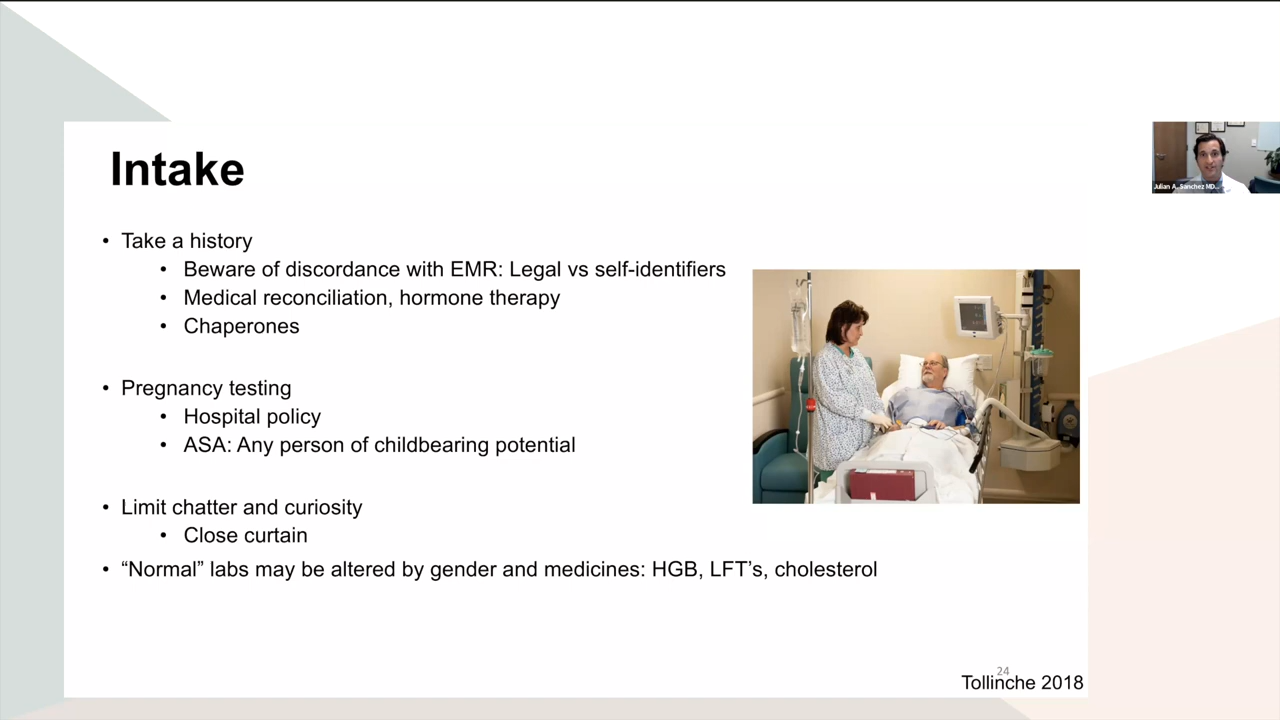 Intake
• Take a history
• Beware of discordance with EMR: Legal vs self-identifiers
• Medical reconciliation, hormone therapy
• Chaperones
• Pregnancy testing
• Hospital policy
• ASA: Any person of childbearing potential
• Limit chatter and curiosity
• Close curtain
• “Normal” labs may be altered by gender and medicines: HGB, LFT’s, cholesterol
24
Tollinche 2018
Julian A. Sanchez MD...